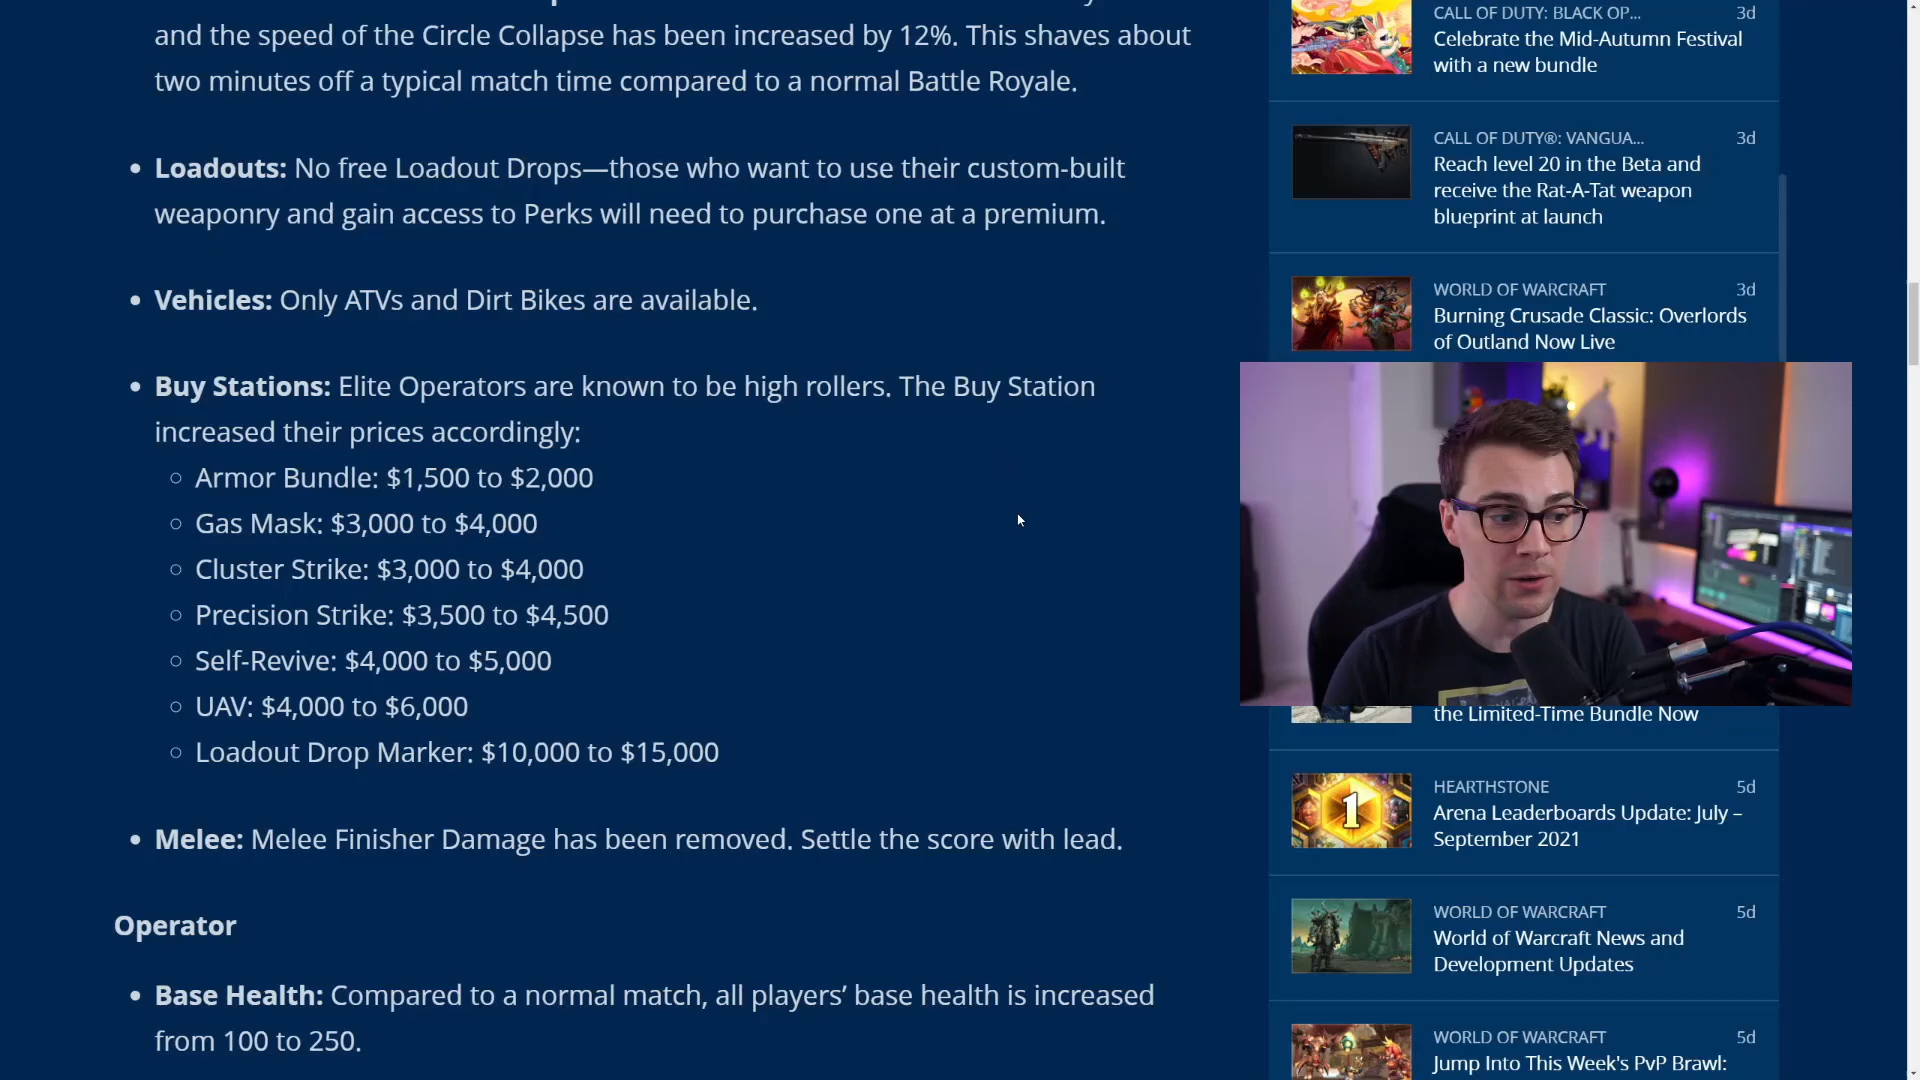 and the speed of the Circle Collapse has been increased by 12%. This shaves about
two minutes off a typical match time compared to a normal Battle Royale.
• Loadouts: No free Loadout Drops—those who want to use their custom-built
weaponry and gain access to Perks will need to purchase one at a premium.
• Vehicles: Only ATVs and Dirt Bikes are available.
• Buy Stations: Elite Operators are known to be high rollers. The Buy Station
increased their prices accordingly:
○ Armor Bundle: $1,500 to $2,000
○ Gas Mask: $3,000 to $4,000
○ Cluster Strike: $3,000 to $4,000
○ Precision Strike: $3,500 to $4,500
○ Self-Revive: $4,000 to $5,000
○ UAV: $4,000 to $6,000
○ Loadout Drop Marker: $10,000 to $15,000
• Melee: Melee Finisher Damage has been removed. Settle the score with lead.
Operator
• Base Health: Compared to a normal match, all players’ base health is increased
from 100 to 250.
CALL OF DUTY: BLACK OP... 3d
Celebrate the Mid-Autumn Festival
with a new bundle
CALL OF DUTY®: VANGUA... 3d
Reach level 20 in the Beta and
receive the Rat-A-Tat weapon
blueprint at launch
WORLD OF WARCRAFT 3d
Burning Crusade Classic: Overlords
of Outland Now Live
the Limited-Time Bundle Now
HEARTHSTONE 5d
1
Arena Leaderboards Update: July –
September 2021
WORLD OF WARCRAFT 5d
World of Warcraft News and
Development Updates
WORLD OF WARCRAFT 5d
Jump Into This Week's PvP Brawl: